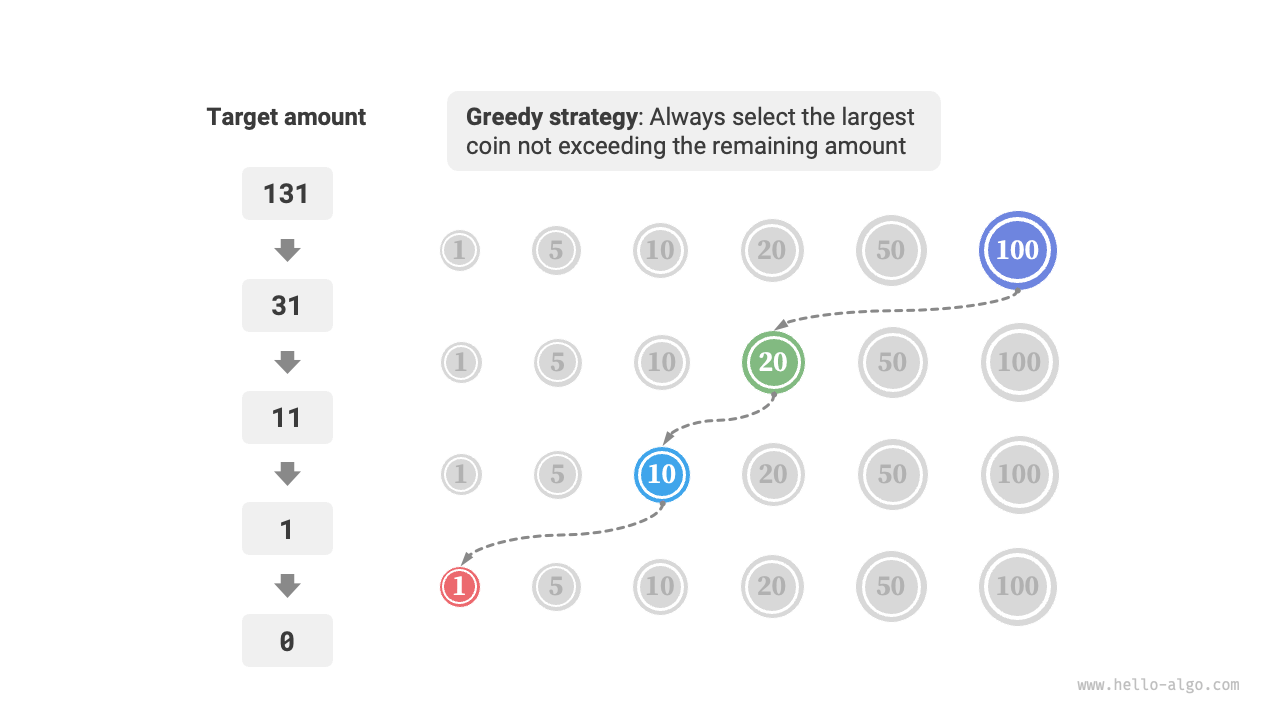 Target amount
Greedy strategy: Always select the largest
coin not exceeding the remaining amount
131
1 5 10 20 50 100
31
1 5 10 20 50 100
11
1 5 10 20 50 100
1
1 5 10 20 50 100
0
www.hello-algo.com